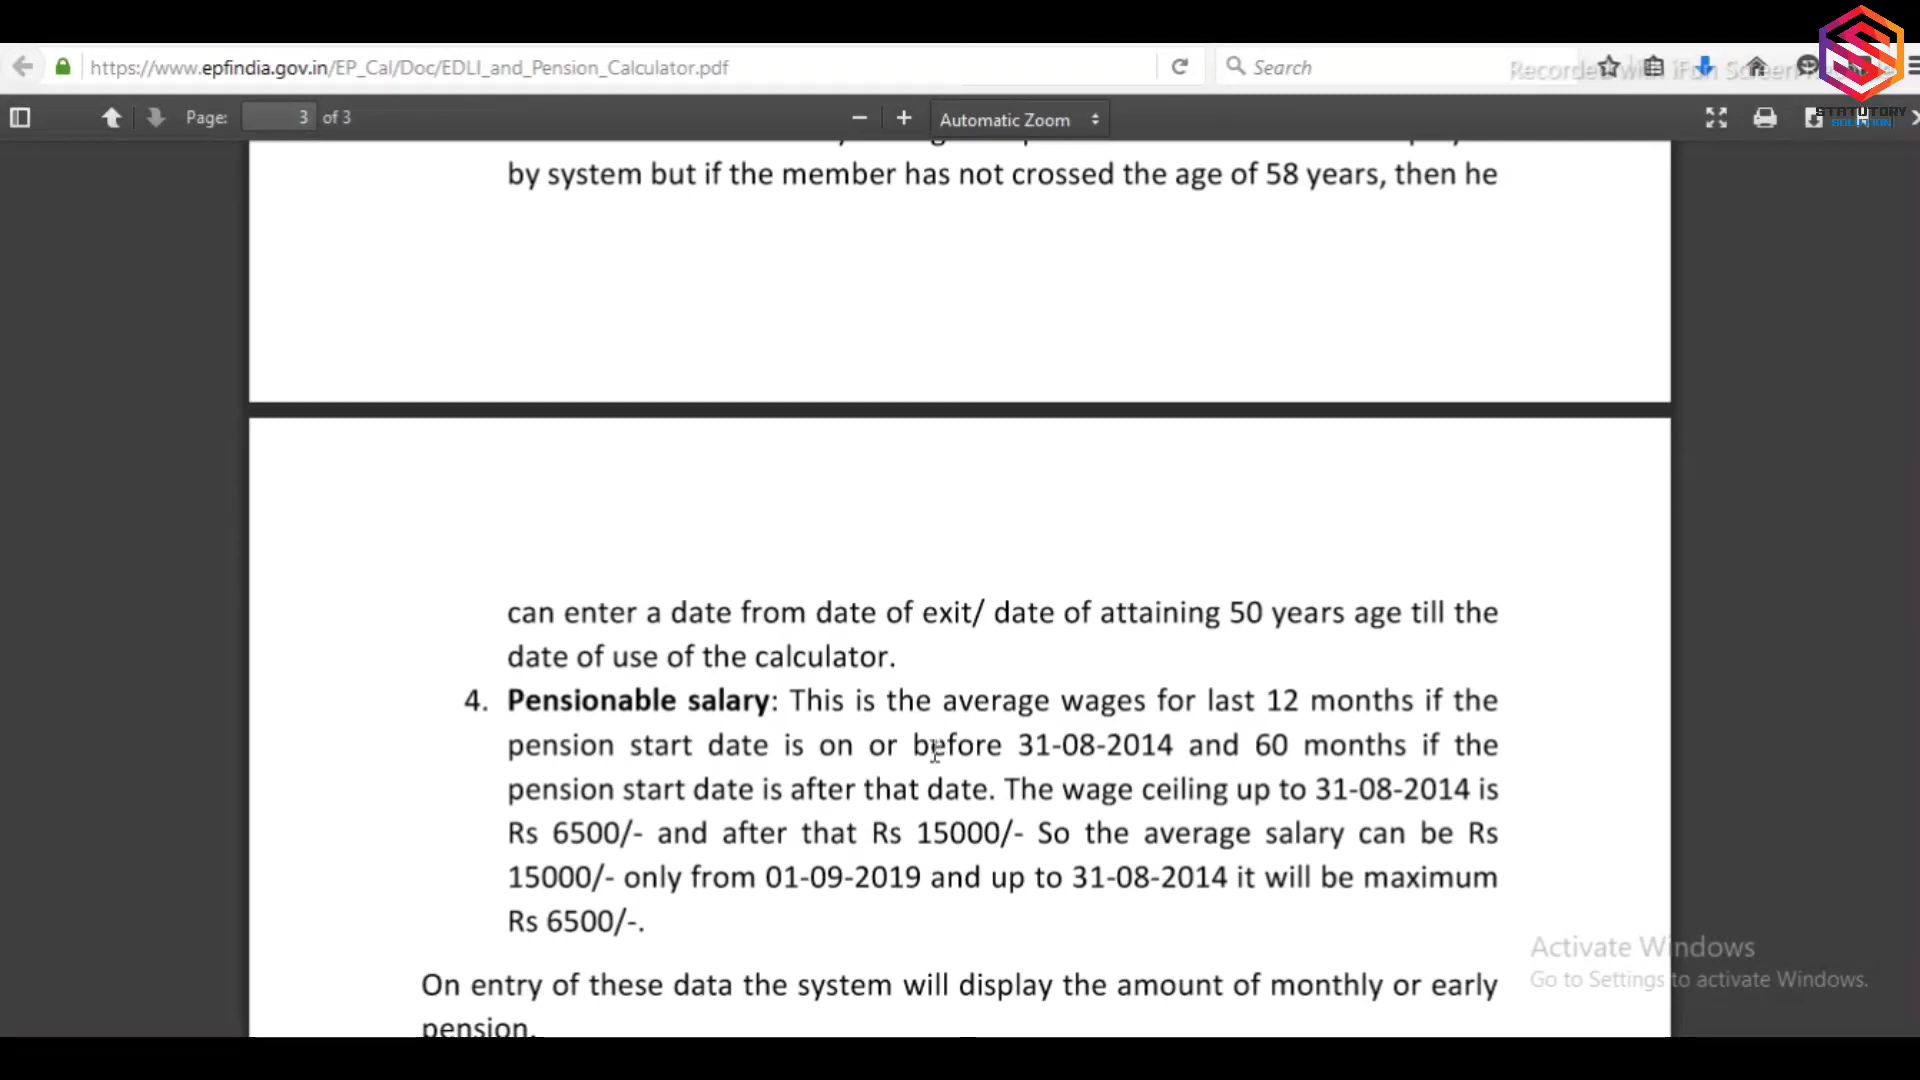 https://www.epfindia.gov.in/EP_Cal/Doc/EDLI_and_Pension_Calculator.pdf
Search
Recorded with iFun Screen
STATUTORY
SOLUTION
Page: 3 of 3
Automatic Zoom
by system but if the member has not crossed the age of 58 years, then he
can enter a date from date of exit/ date of attaining 50 years age till the
date of use of the calculator.
4. Pensionable salary: This is the average wages for last 12 months if the
pension start date is on or before 31-08-2014 and 60 months if the
pension start date is after that date. The wage ceiling up to 31-08-2014 is
Rs 6500/- and after that Rs 15000/- So the average salary can be Rs
15000/- only from 01-09-2019 and up to 31-08-2014 it will be maximum
Rs 6500/-.
On entry of these data the system will display the amount of monthly or early
pension.
Activate Windows
Go to Settings to activate Windows.